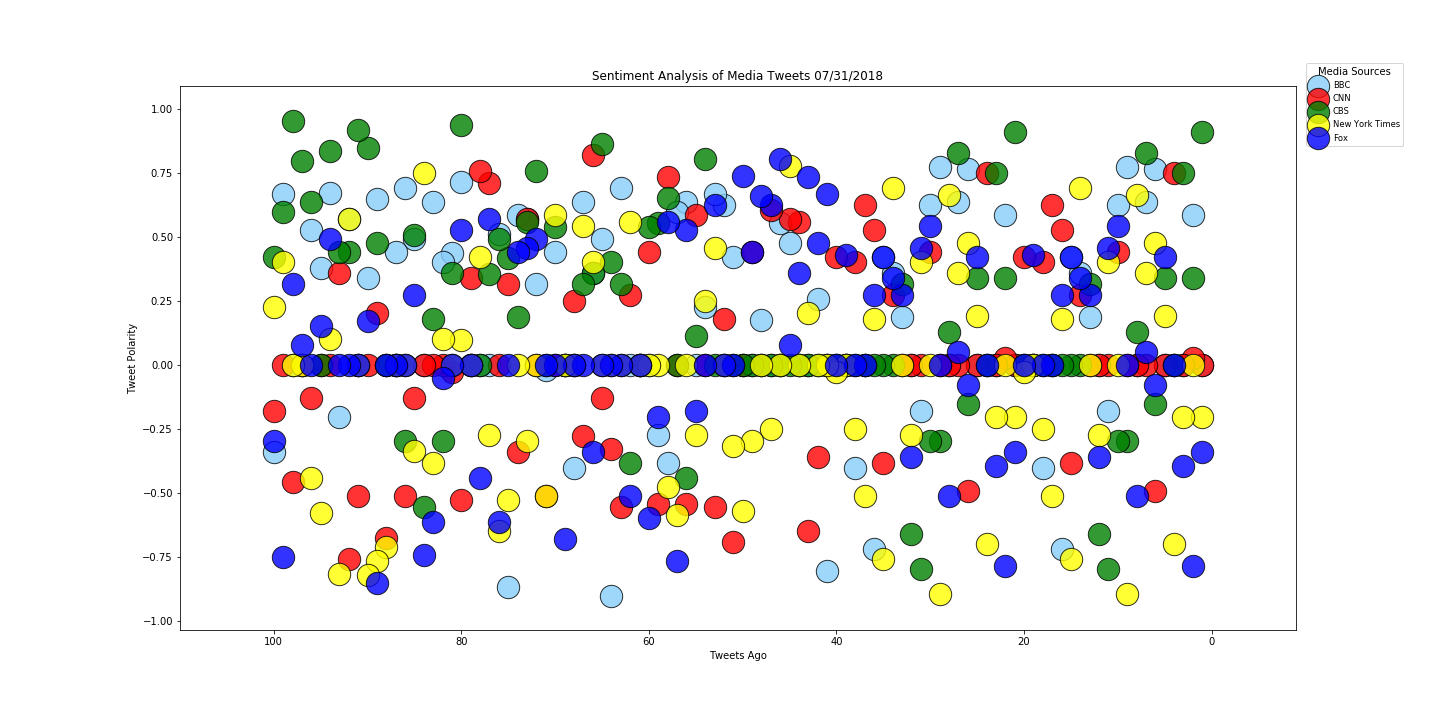 Sentiment Analysis of Media Tweets 07/31/2018
Media Sources
BBC
CNN
CBS
New York Times
Fox
Tweet Polarity
1.00
0.75
0.50
0.25
0.00
−0.25
−0.50
−0.75
−1.00
100 80 60 40 20 0
Tweets Ago